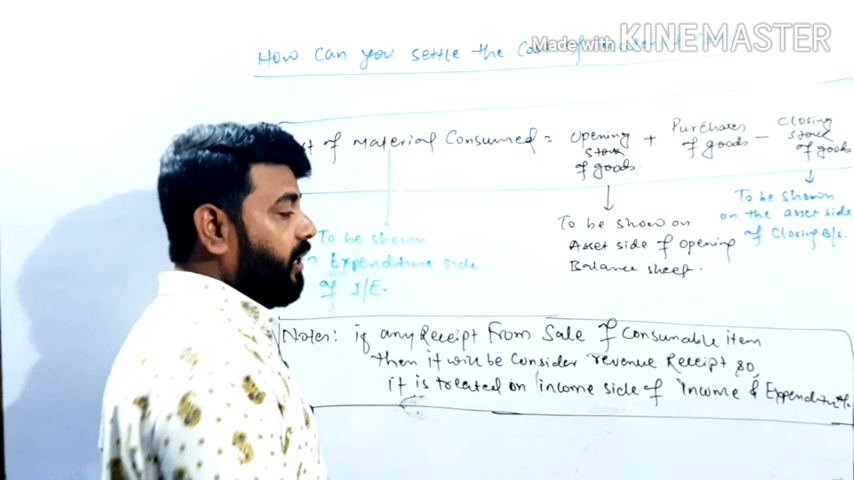 Made with KINEMASTER
How can you settle the
of Material Consumed = Opening Stock of goods + Purchases of goods - Closing Stock of goods
To be shown
Expenditure side
of I/E.
To be show on
Asset side of opening
Balance sheet.
To be shown
on the asset side
of Closing B/s.
Notes: if any Receipt From Sale of Consumable item
then it will be Consider revenue Receipt so,
it is treated on income side of Income & Expenditure